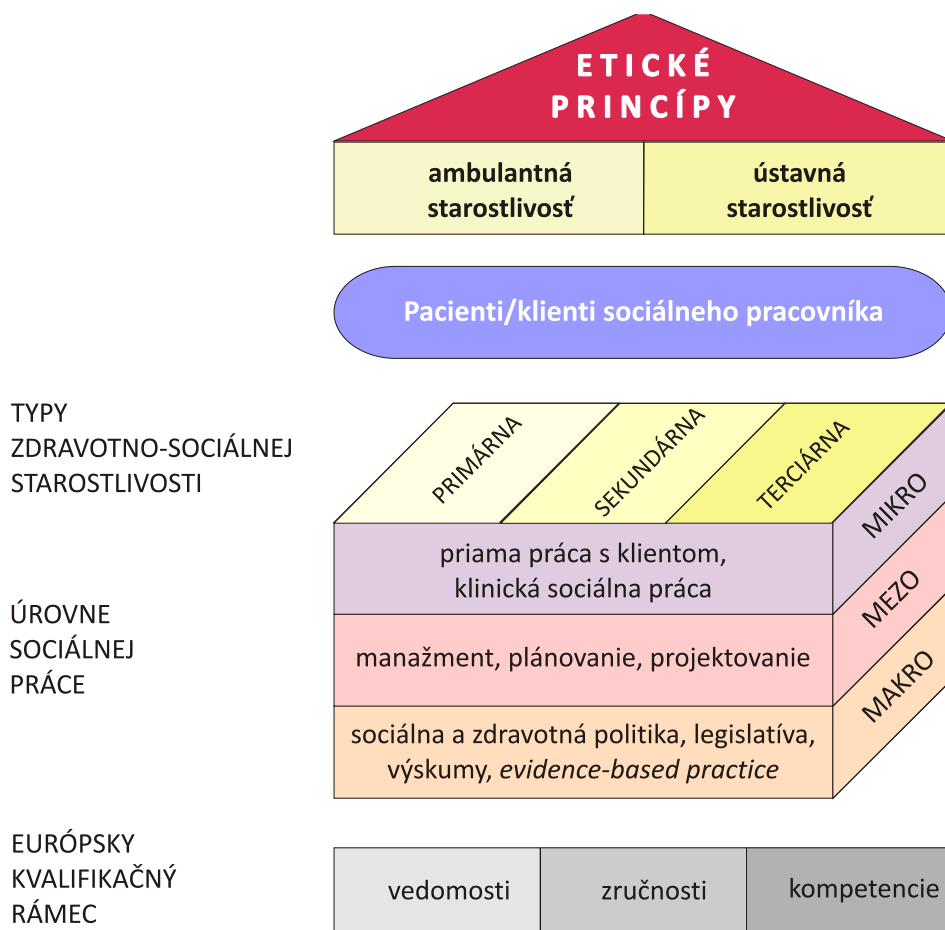 ETICKÉ
PRINCÍPY
ambulantná
starostlivosť
ústavná
starostlivosť
Pacienti/klienti sociálneho pracovníka
TYPY
ZDRAVOTNO-SOCIÁLNEJ
STAROSTLIVOSTI
PRIMÁRNA
SEKUNDÁRNA
TERCIÁRNA
ÚROVNE
SOCIÁLNEJ
PRÁCE
priama práca s klientom,
klinická sociálna práca
MIKRO
manažment, plánovanie, projektovanie
MEZO
sociálna a zdravotná politika, legislatíva,
výskumy, evidence-based practice
MAKRO
EURÓPSKY
KVALIFIKAČNÝ
RÁMEC
vedomosti
zručnosti
kompetencie